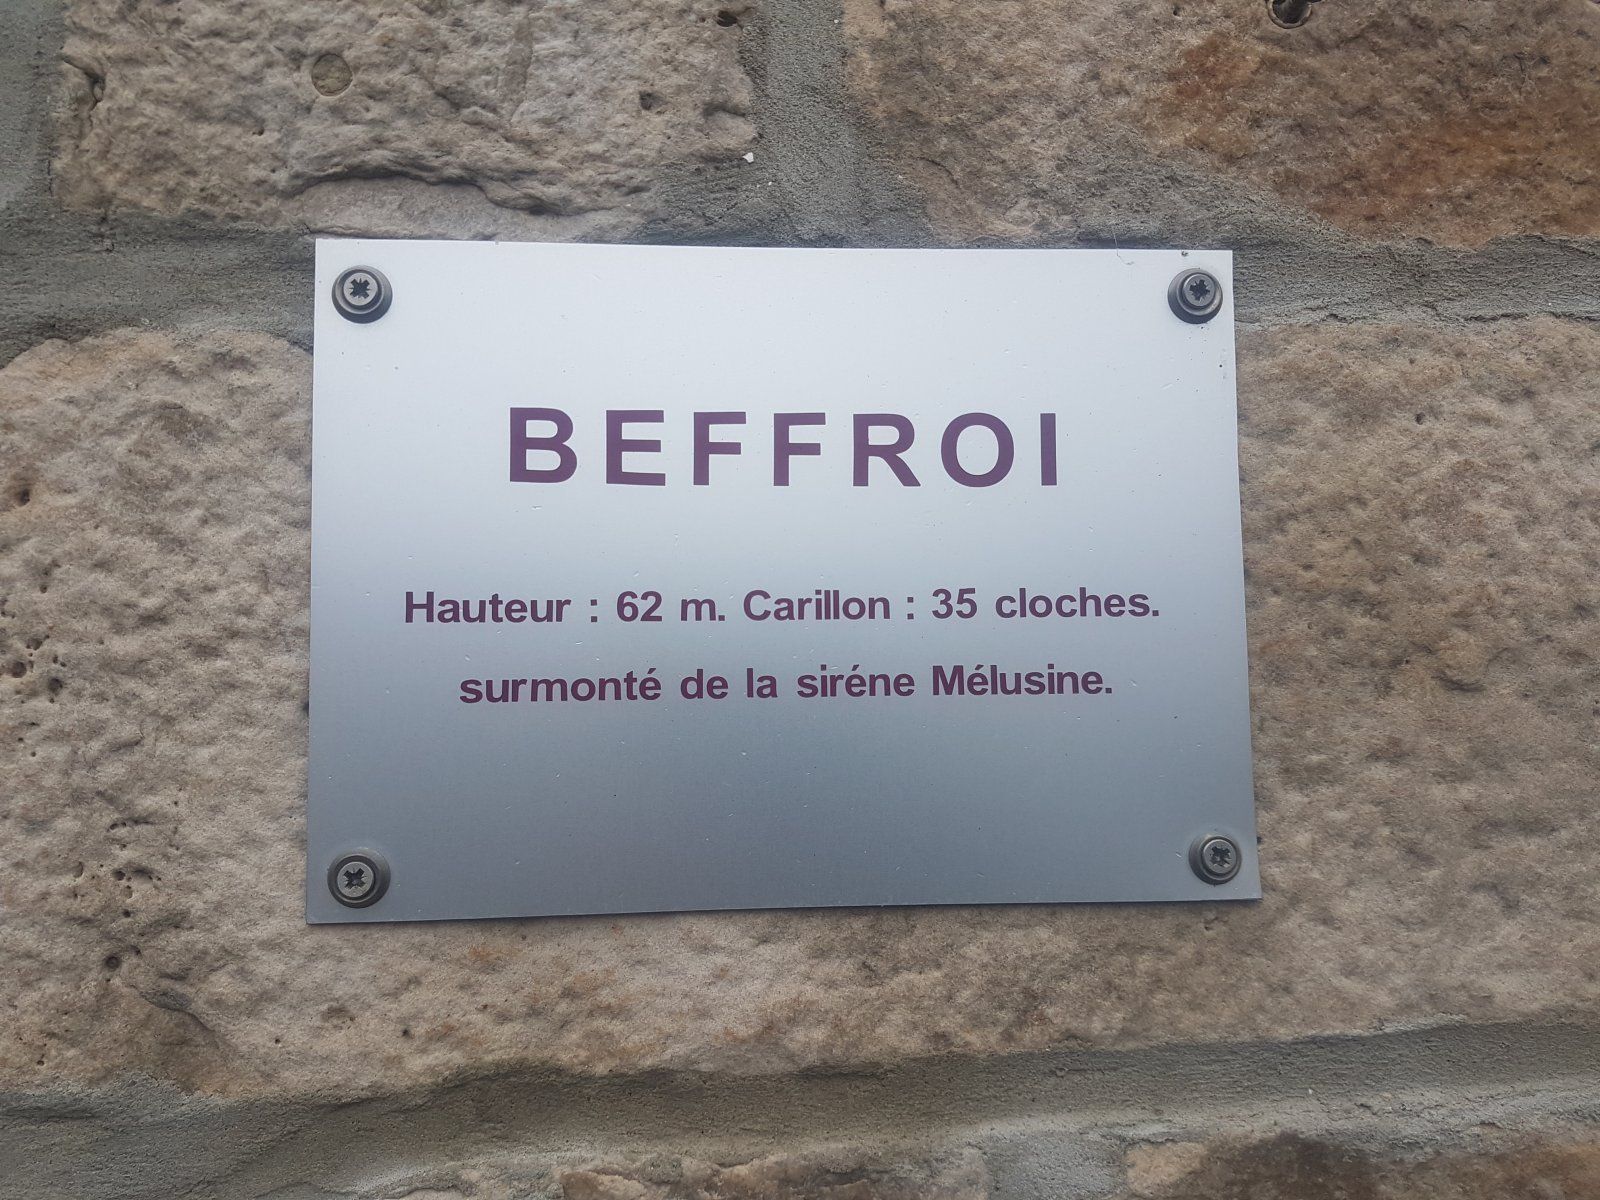 BEFFROI
Hauteur : 62 m. Carillon : 35 cloches.
surmonté de la siréne Mélusine.